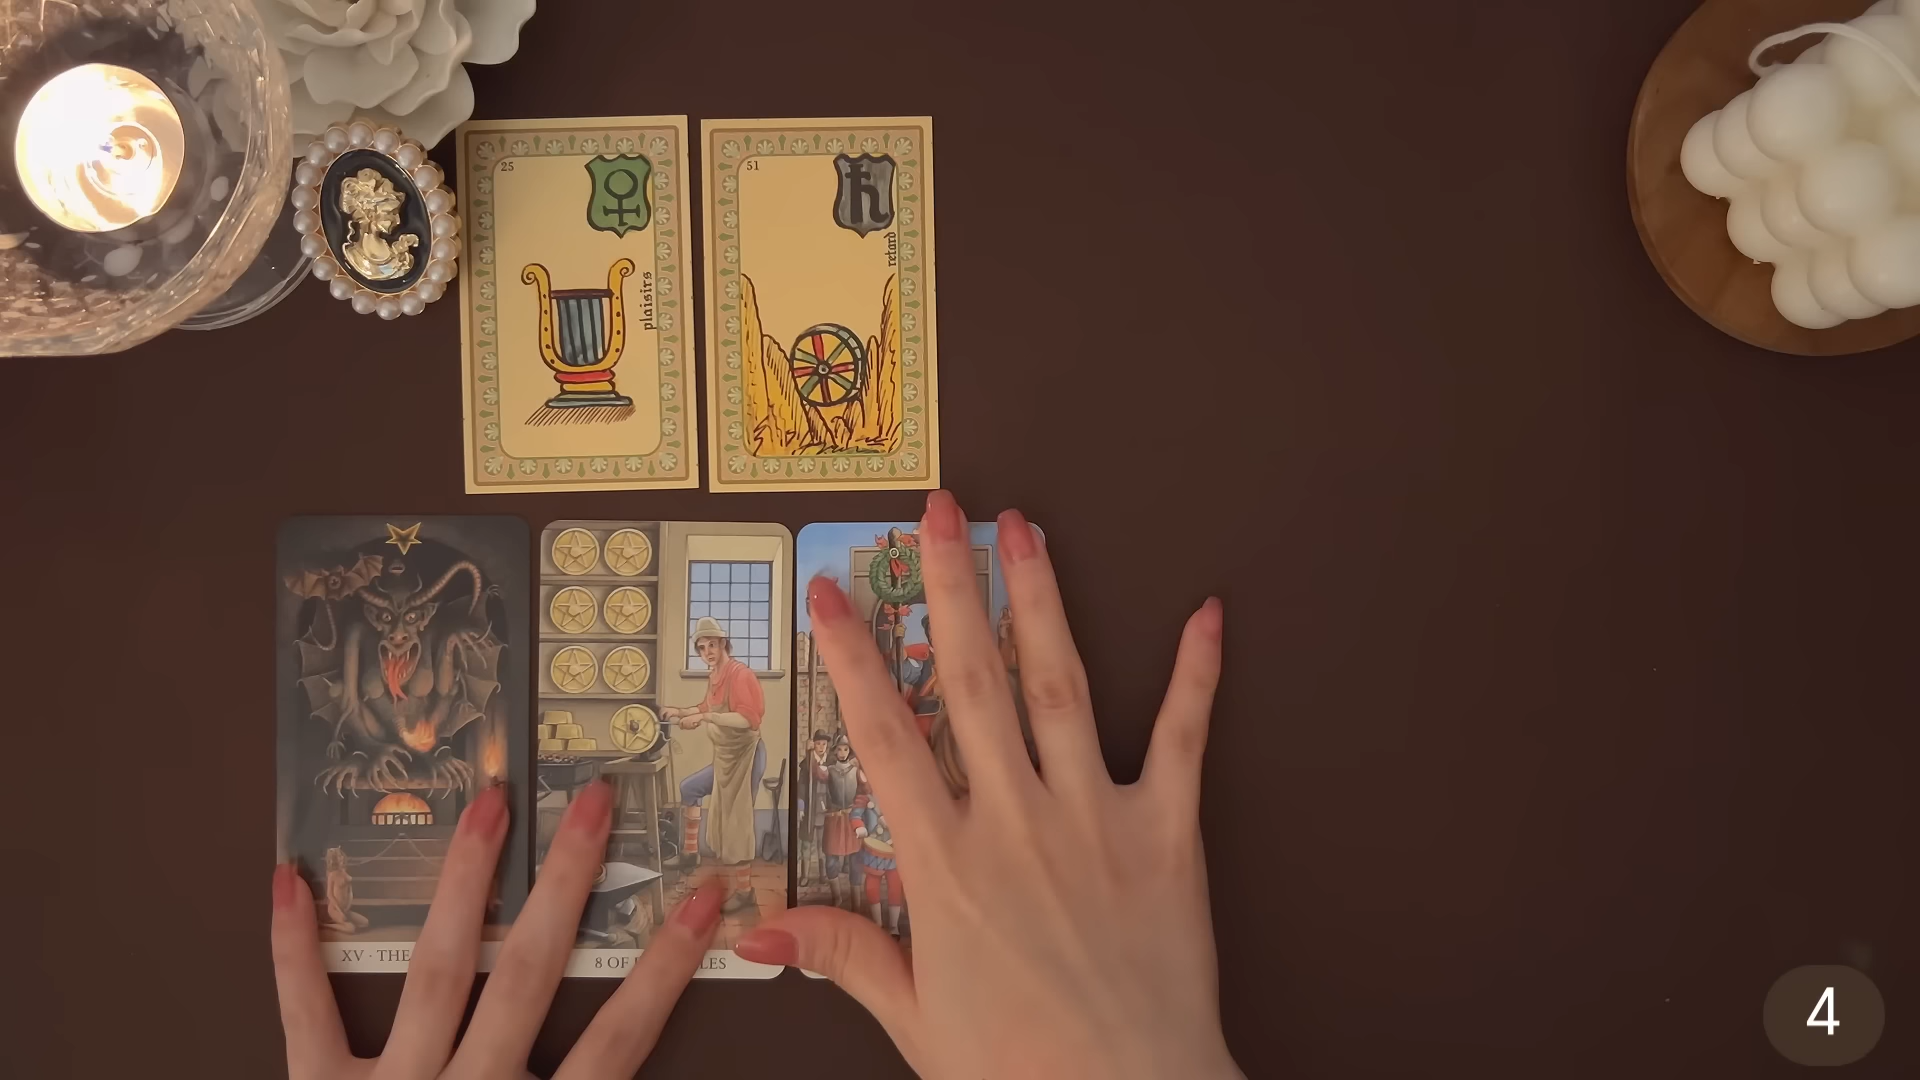 25
plaisirs
51
retard
XV · THE
8 OF
LES
4